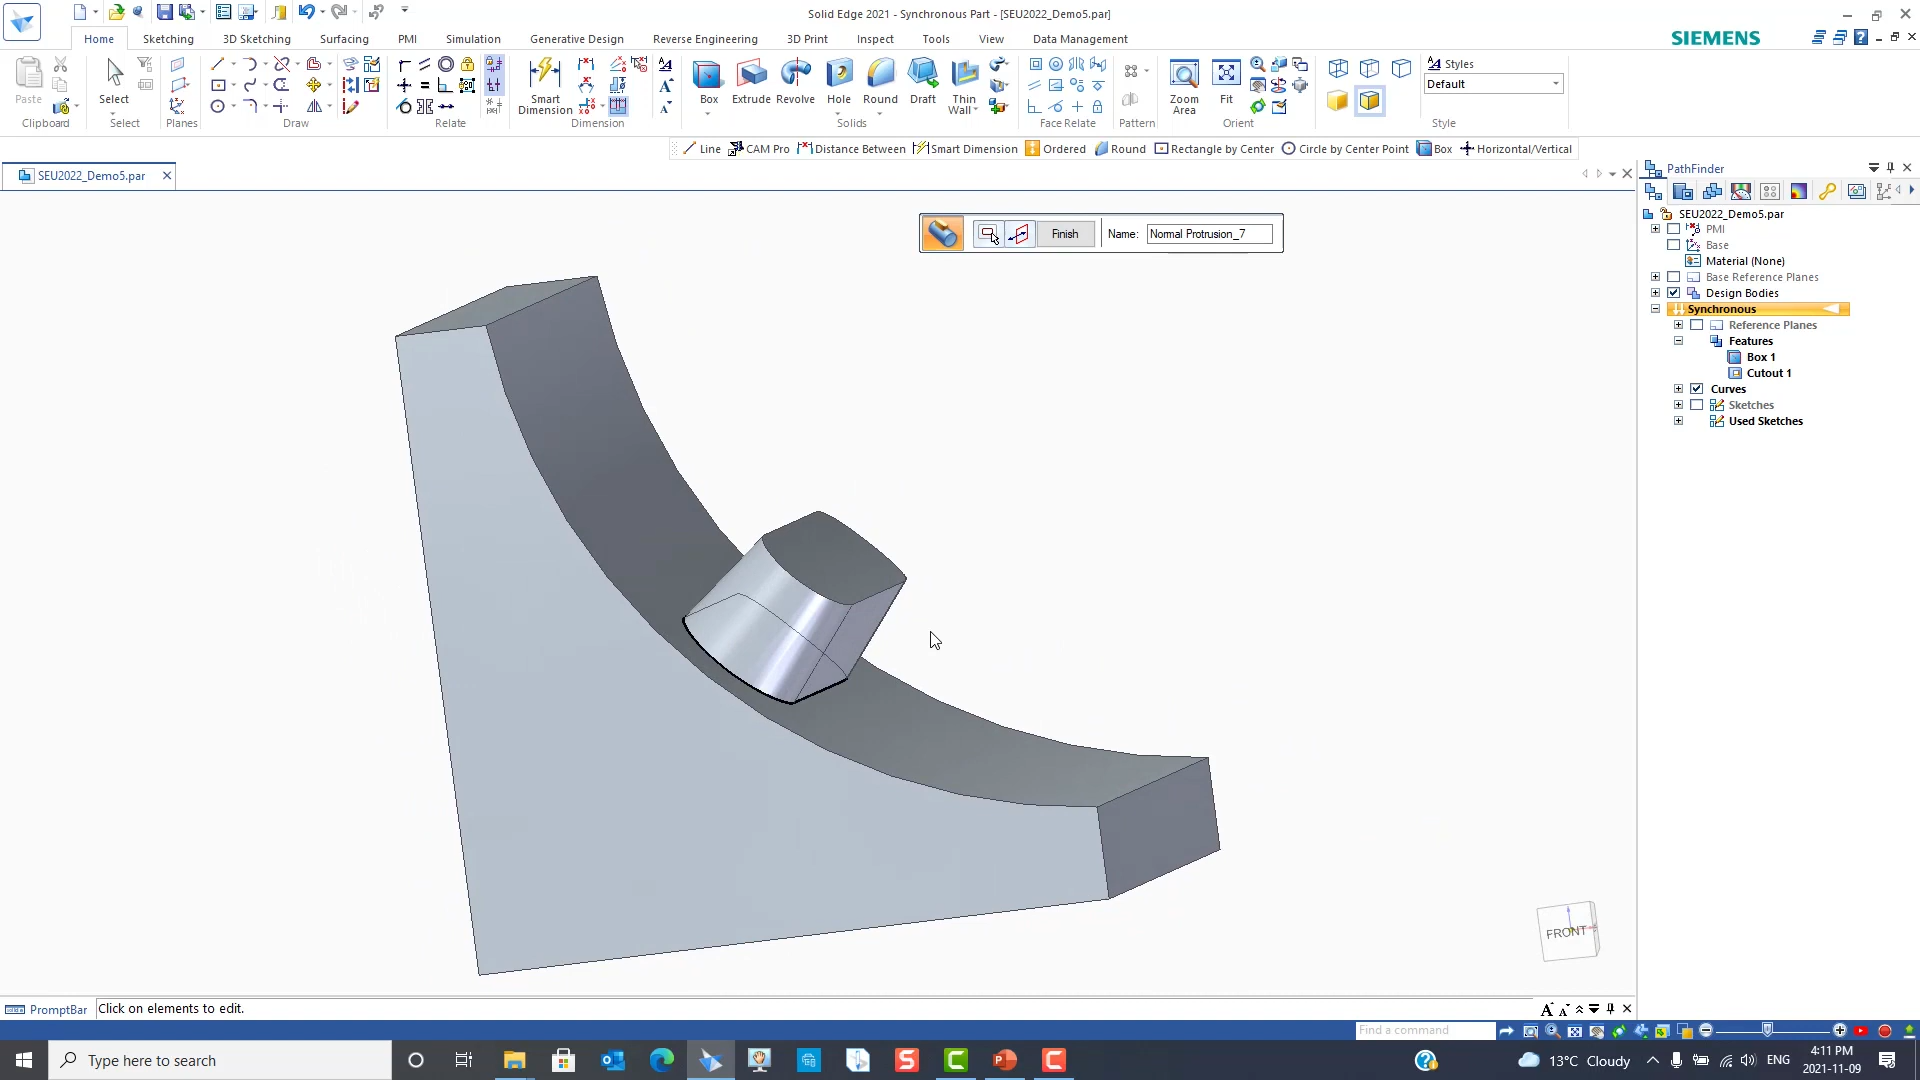 Solid Edge 2021 - Synchronous Part - [SEU2022_Demo5.par]
Home Sketching 3D Sketching Surfacing PMI Simulation Generative Design Reverse Engineering 3D Print Inspect Tools View Data Management
SIEMENS
Styles
Default
Paste Select Smart Dimension Box Extrude Revolve Hole Round Draft Thin Wall Zoom Area Fit
Clipboard Select Planes Draw Relate Dimension Solids Face Relate Pattern Orient Style
Line CAM Pro Distance Between Smart Dimension Ordered Round Rectangle by Center Circle by Center Point Box Horizontal/Vertical
SEU2022_Demo5.par
PathFinder
Finish Name: Normal Protrusion_7
SEU2022_Demo5.par
PMI
Base
Material (None)
Base Reference Planes
Design Bodies
Synchronous
Reference Planes
Features
Box 1
Cutout 1
Curves
Sketches
Used Sketches
FRONT
PromptBar Click on elements to edit.
Find a command
Type here to search
13°C Cloudy
ENG
4:11 PM
2021-11-09